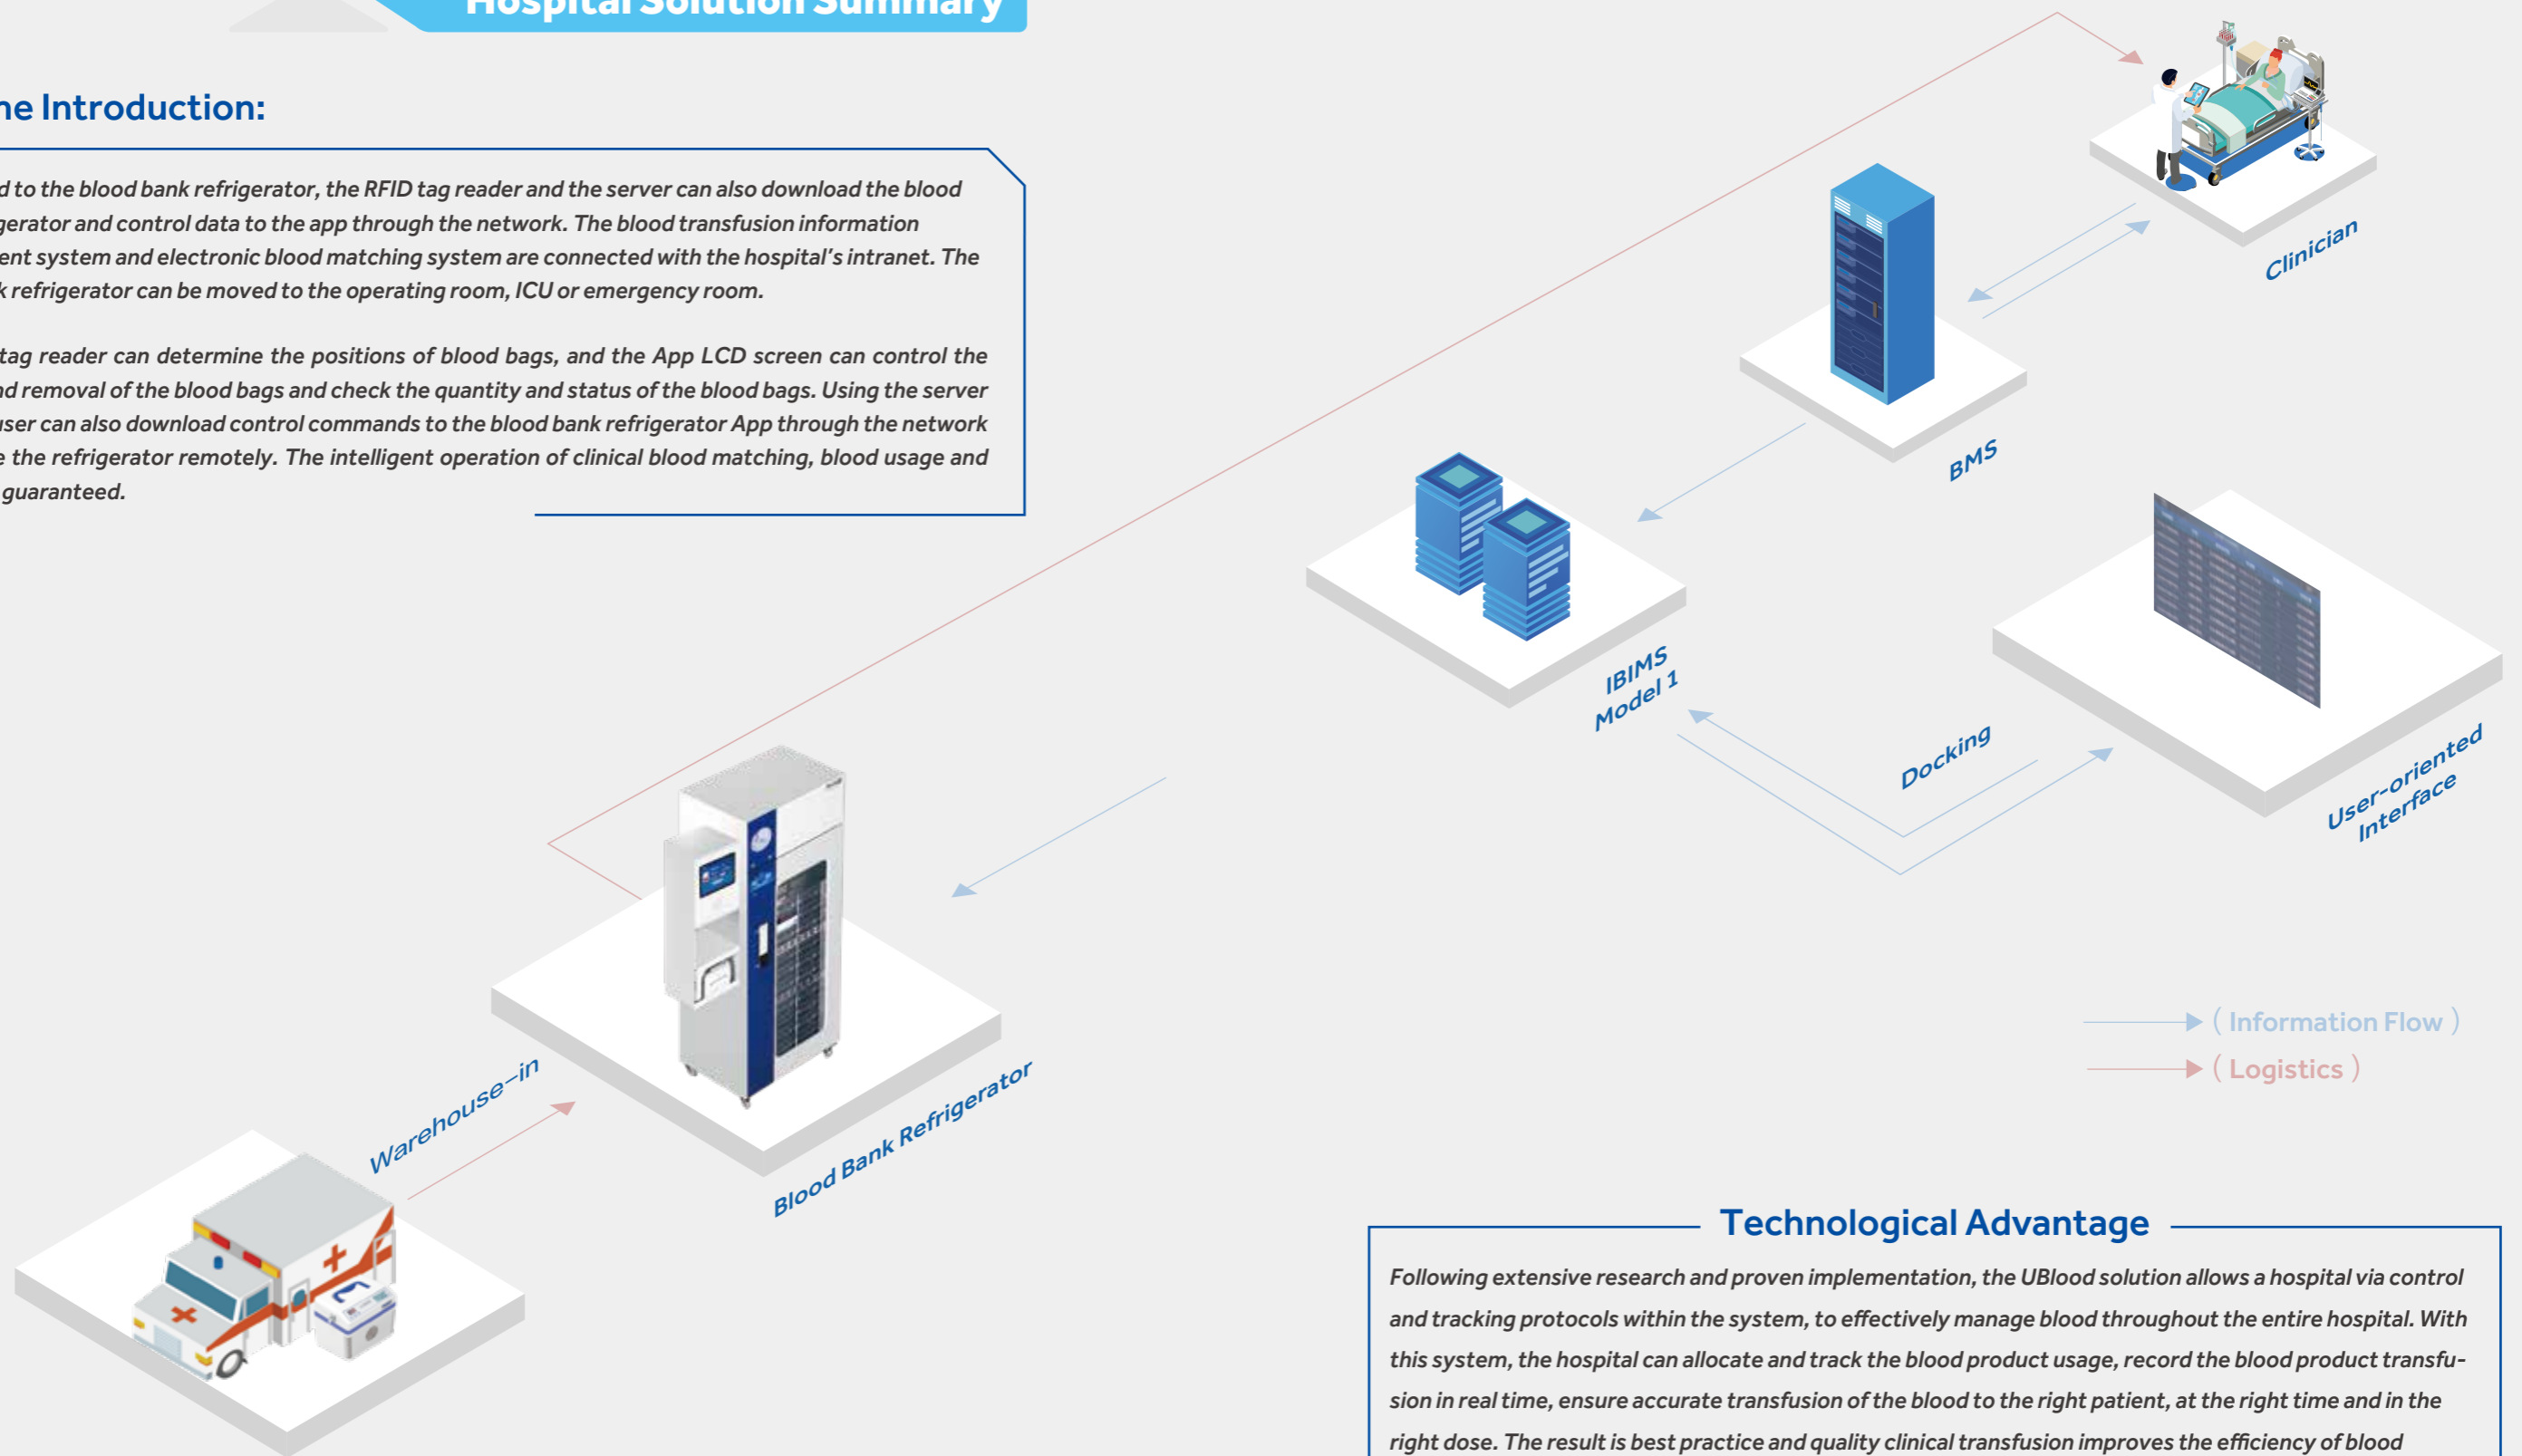 Hospital Solution Summary
ne Introduction:
d to the blood bank refrigerator, the RFID tag reader and the server can also download the blood
gerator and control data to the app through the network. The blood transfusion information
ent system and electronic blood matching system are connected with the hospital's intranet. The
k refrigerator can be moved to the operating room, ICU or emergency room.
tag reader can determine the positions of blood bags, and the App LCD screen can control the
nd removal of the blood bags and check the quantity and status of the blood bags. Using the server
user can also download control commands to the blood bank refrigerator App through the network
e the refrigerator remotely. The intelligent operation of clinical blood matching, blood usage and
guaranteed.
Clinician
BMS
IBIMS
Model 1
Docking
User-oriented
Interface
Warehouse-in
Blood Bank Refrigerator
( Information Flow )
( Logistics )
Technological Advantage
Following extensive research and proven implementation, the UBlood solution allows a hospital via control
and tracking protocols within the system, to effectively manage blood throughout the entire hospital. With
this system, the hospital can allocate and track the blood product usage, record the blood product transfu-
sion in real time, ensure accurate transfusion of the blood to the right patient, at the right time and in the
right dose. The result is best practice and quality clinical transfusion improves the efficiency of blood